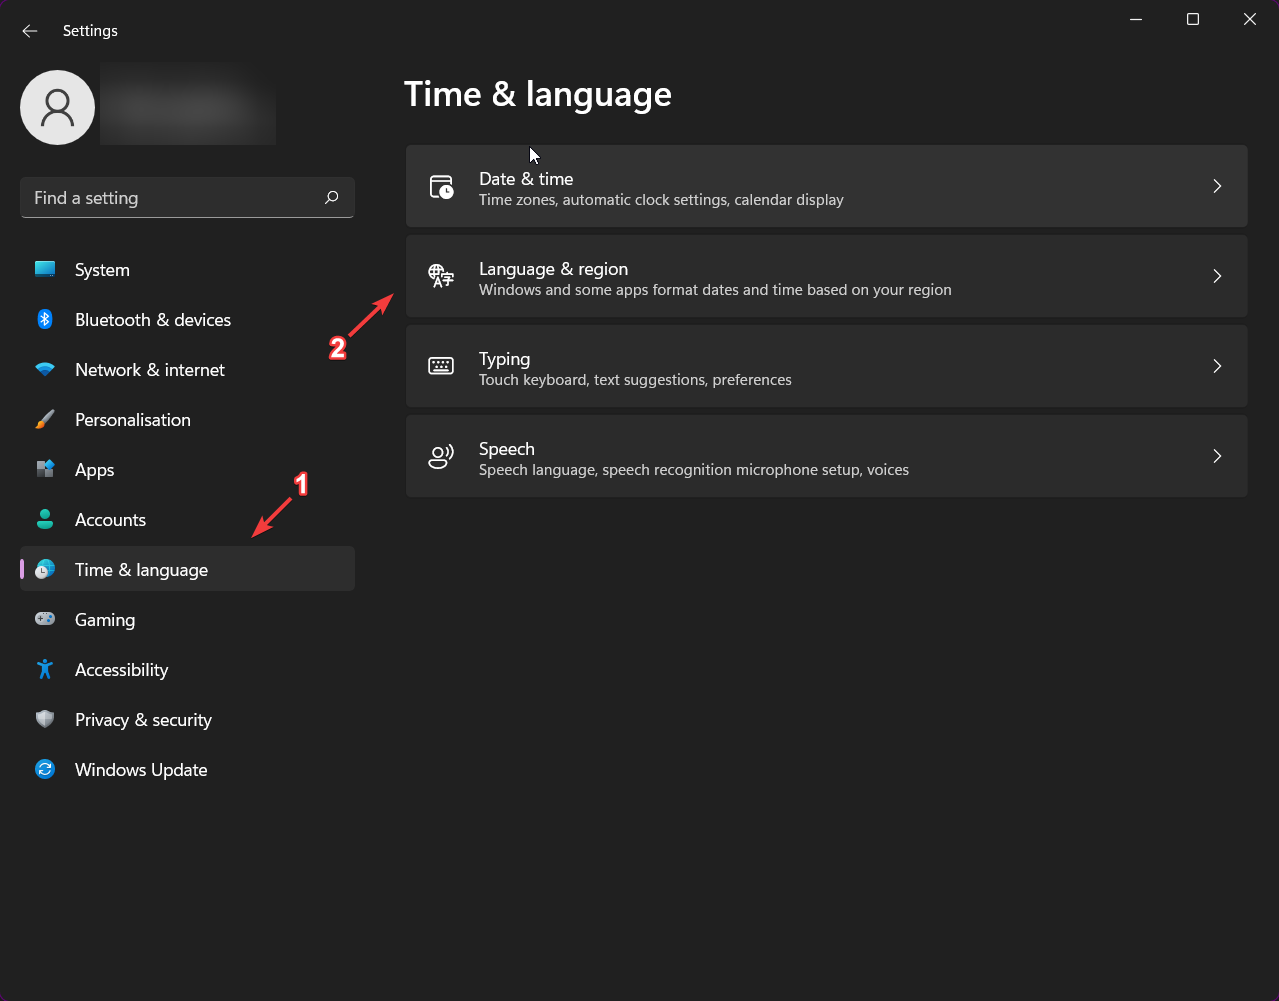 Settings
Find a setting
System
Bluetooth & devices
Network & internet
Personalisation
Apps
Accounts
Time & language
Gaming
Accessibility
Privacy & security
Windows Update
1
2
Time & language
Date & time
Time zones, automatic clock settings, calendar display
Language & region
Windows and some apps format dates and time based on your region
Typing
Touch keyboard, text suggestions, preferences
Speech
Speech language, speech recognition microphone setup, voices